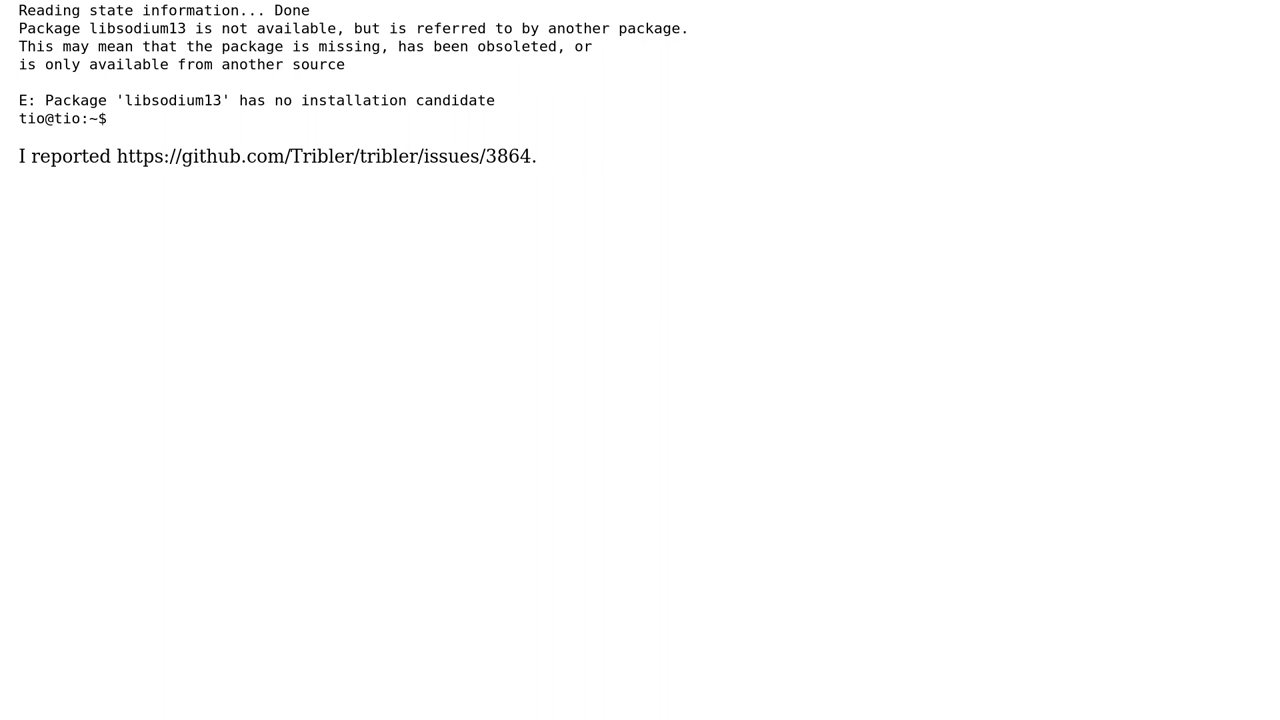 Reading state information... Done
Package libsodium13 is not available, but is referred to by another package.
This may mean that the package is missing, has been obsoleted, or
is only available from another source
E: Package 'libsodium13' has no installation candidate
tio@tio:~$
I reported https://github.com/Tribler/tribler/issues/3864.